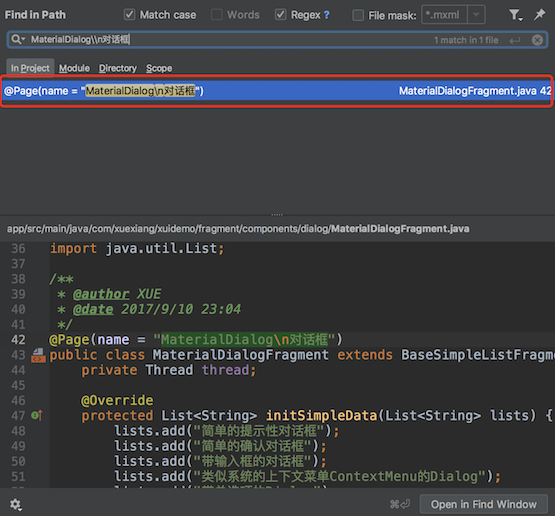 Find in Path
Match case
Words
Regex ?
File mask:
*.mxml
MaterialDialog\\n对话框
1 match in 1 file
In Project
Module
Directory
Scope
@Page(name = "MaterialDialog\n对话框") MaterialDialogFragment.java 42
app/src/main/java/com/xuexiang/xuidemo/fragment/components/dialog/MaterialDialogFragment.java
36 import java.util.List;
37
38 /**
39 * @author XUE
40 * @date 2017/9/10 23:04
41 */
42 @Page(name = "MaterialDialog\n对话框")
43 public class MaterialDialogFragment extends BaseSimpleListFragme
44 private Thread thread;
45
46 @Override
47 protected List<String> initSimpleData(List<String> lists) {
48 lists.add("简单的提示性对话框");
49 lists.add("简单的确认对话框");
50 lists.add("带输入框的对话框");
51 lists.add("类似系统的上下文菜单ContextMenu的Dialog");
⌘⏎
Open in Find Window